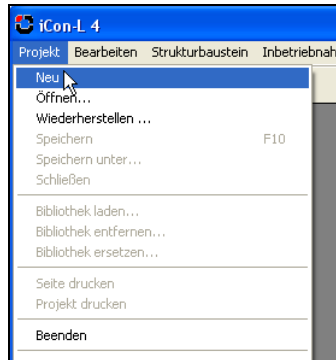 iCon-L 4
Projekt Bearbeiten Strukturbaustein Inbetriebnah
Neu
Öffnen...
Wiederherstellen ...
Speichern F10
Speichern unter...
Schließen
Bibliothek laden...
Bibliothek entfernen...
Bibliothek ersetzen...
Seite drucken
Projekt drucken
Beenden